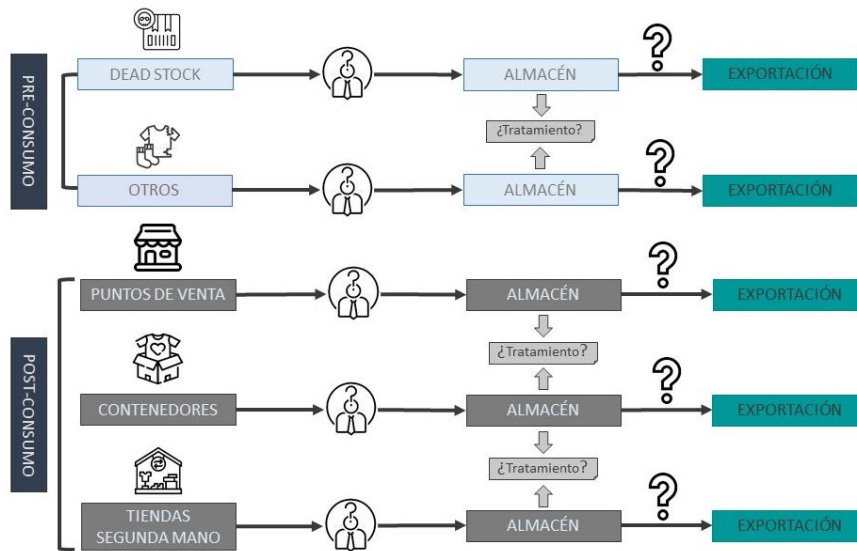 PRE-CONSUMO
DEAD STOCK
?
ALMACÉN
?
EXPORTACIÓN
¿Tratamiento?
OTROS
?
ALMACÉN
?
EXPORTACIÓN
POST-CONSUMO
PUNTOS DE VENTA
?
ALMACÉN
?
EXPORTACIÓN
¿Tratamiento?
CONTENEDORES
?
ALMACÉN
?
EXPORTACIÓN
¿Tratamiento?
TIENDAS
SEGUNDA MANO
?
ALMACÉN
?
EXPORTACIÓN